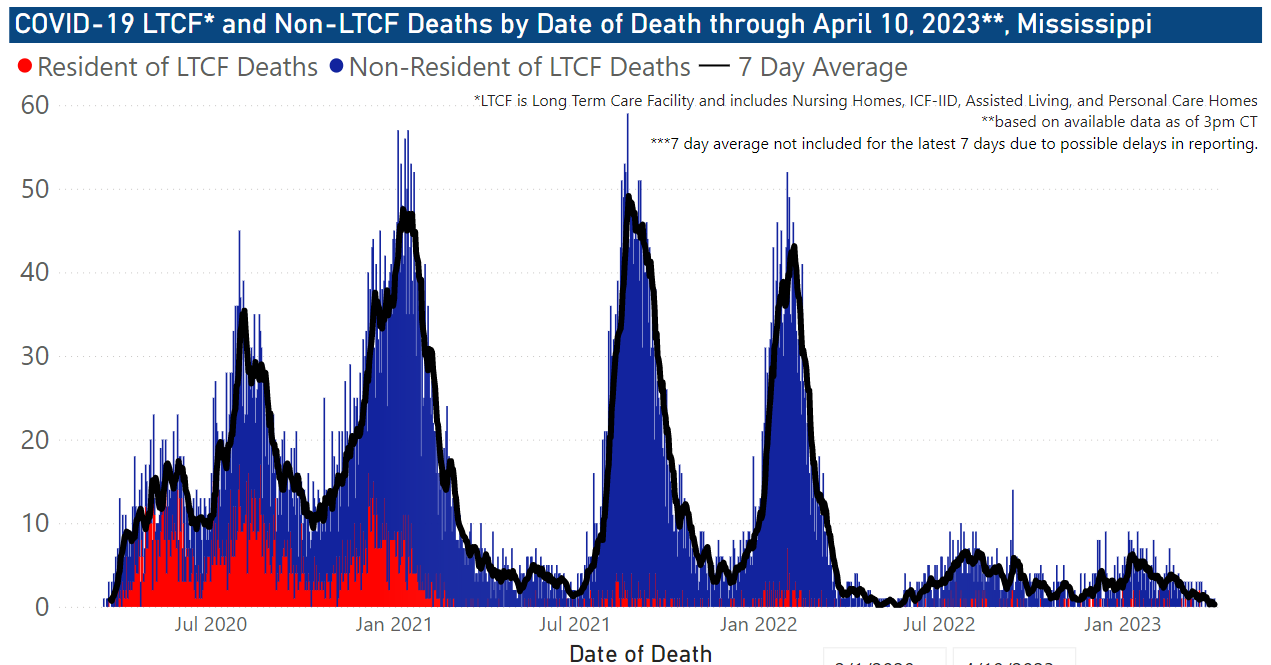 COVID-19 LTCF* and Non-LTCF Deaths by Date of Death through April 10, 2023**, Mississippi
Resident of LTCF Deaths Non-Resident of LTCF Deaths 7 Day Average
*LTCF is Long Term Care Facility and includes Nursing Homes, ICF-IID, Assisted Living, and Personal Care Homes
**based on available data as of 3pm CT
***7 day average not included for the latest 7 days due to possible delays in reporting.
60
50
40
30
20
10
0
Jul 2020 Jan 2021 Jul 2021 Jan 2022 Jul 2022 Jan 2023
Date of Death